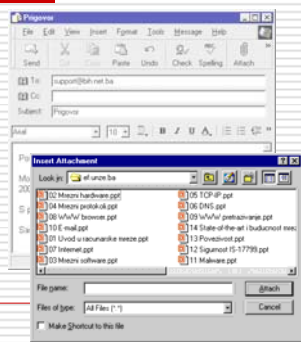 Prigovor
File Edit View Insert Format Tools Message Help
Send Cut Copy Paste Undo Check Spelling Attach
To: support@bih.net.ba
Cc:
Subject: Prigovor
Arial 10 B I U A
Insert Attachment
Look in: ef unze.ba
02 Mrezni hardware.ppt
04 Mrezni protokoli.ppt
08 WWW browser.ppt
10 E-mail.ppt
01 Uvod u racunarske mreze.ppt
07 Internet.ppt
03 Mrezni software.ppt
05 TCP-IP.ppt
06 DNS.ppt
09 WWW pretrazivanje.ppt
14 State-of-the-art i buducnost mrez
13 Povezivost.ppt
12 Sigurnost IS-17799.ppt
11 Malware.ppt
File name: Attach
Files of type: All Files (*.*) Cancel
Make Shortcut to this file